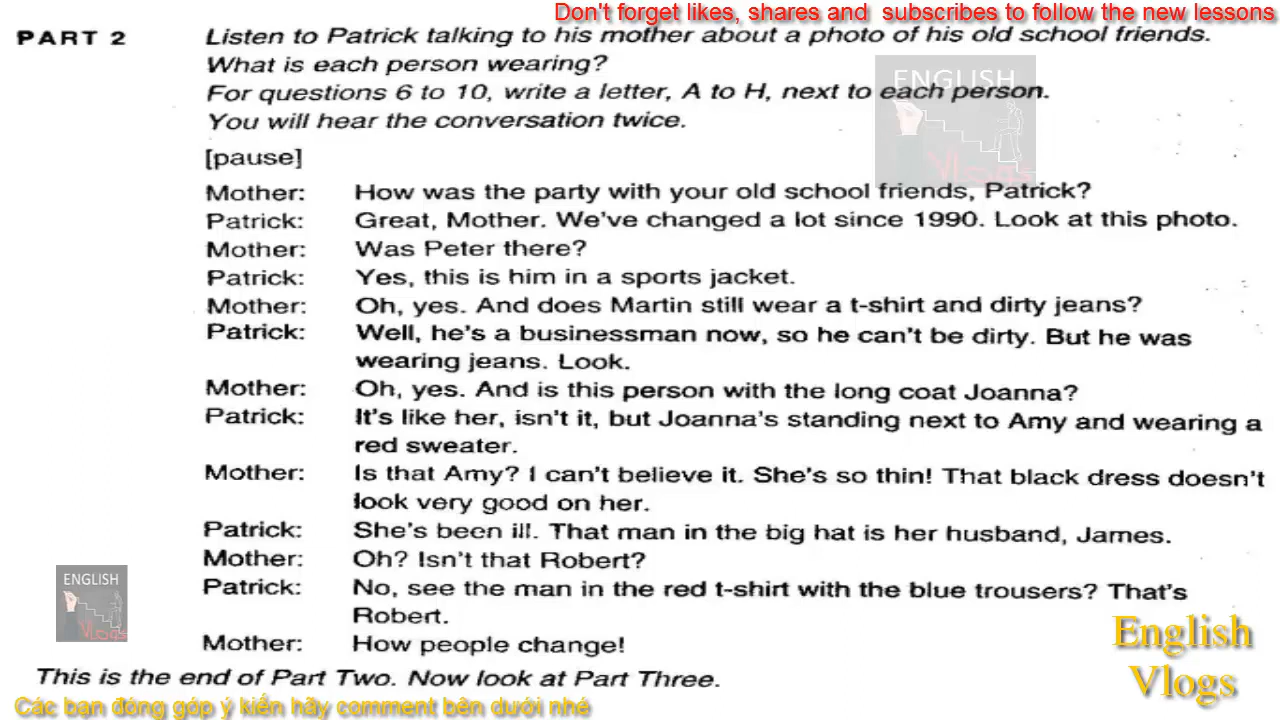 Don't forget likes, shares and subscribes to follow the new lessons
PART 2 Listen to Patrick talking to his mother about a photo of his old school friends.
What is each person wearing?
For questions 6 to 10, write a letter, A to H, next to each person.
You will hear the conversation twice.
ENGLISH
Vlogs
[pause]
Mother: How was the party with your old school friends, Patrick?
Patrick: Great, Mother. We've changed a lot since 1990. Look at this photo.
Mother: Was Peter there?
Patrick: Yes, this is him in a sports jacket.
Mother: Oh, yes. And does Martin still wear a t-shirt and dirty jeans?
Patrick: Well, he's a businessman now, so he can't be dirty. But he was
wearing jeans. Look.
Mother: Oh, yes. And is this person with the long coat Joanna?
Patrick: It's like her, isn't it, but Joanna's standing next to Amy and wearing a
red sweater.
Mother: Is that Amy? I can't believe it. She's so thin! That black dress doesn't
look very good on her.
Patrick: She's been ill. That man in the big hat is her husband, James.
Mother: Oh? Isn't that Robert?
Patrick: No, see the man in the red t-shirt with the blue trousers? That's
Robert.
Mother: How people change!
ENGLISH
Vlogs
English
Vlogs
This is the end of Part Two. Now look at Part Three.
Các bạn đóng góp ý kiến hãy comment bên dưới nhé